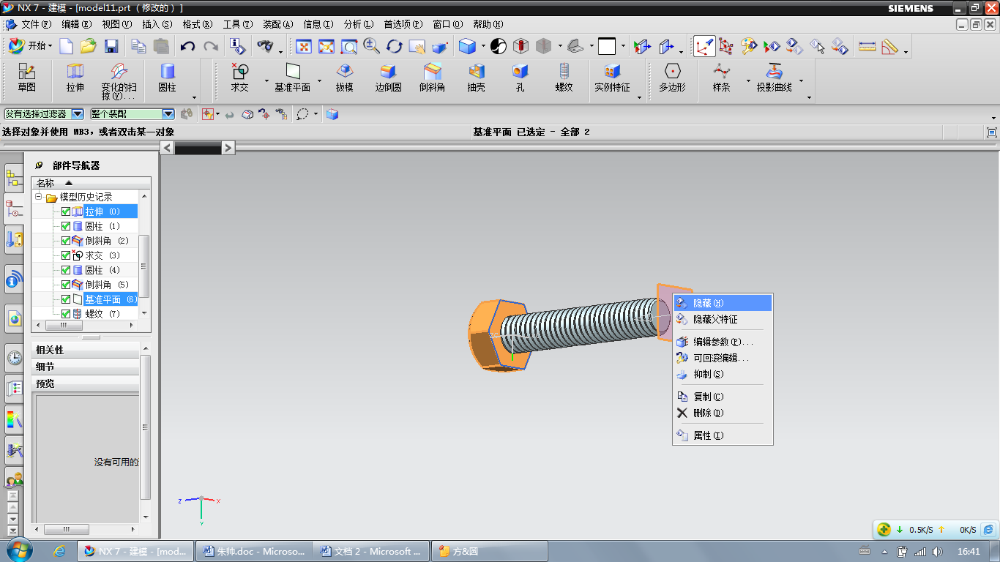 NX 7 - 建模 - [model11.prt （修改的）]
SIEMENS
文件(F) 编辑(E) 视图(V) 插入(S) 格式(R) 工具(T) 装配(A) 信息(I) 分析(L) 首选项(P) 窗口(O) 帮助(H)
开始
草图 拉伸 变化的扫掠(V)... 圆柱 求交 基准平面 拔模 边倒圆 倒斜角 抽壳 孔 螺纹 实例特征 多边形 样条 投影曲线
没有选择过滤器 整个装配
选择对象并使用 MB3，或者双击某一对象 基准平面 已选定 - 全部 2
部件导航器
名称
模型历史记录
拉伸 (0)
圆柱 (1)
倒斜角 (2)
求交 (3)
圆柱 (4)
倒斜角 (5)
基准平面 (6)
螺纹 (7)
相关性
细节
预览
没有可用的
隐藏(H)
隐藏父特征
编辑参数(P)...
可回滚编辑...
抑制(S)
复制(C)
删除(D)
属性(I)
Z X
Y
0.5K/S 0K/S
NX 7 - 建模 - [mod... 朱帅.doc - Microso... 文档 2 - Microsoft ... 方&圆 16:41